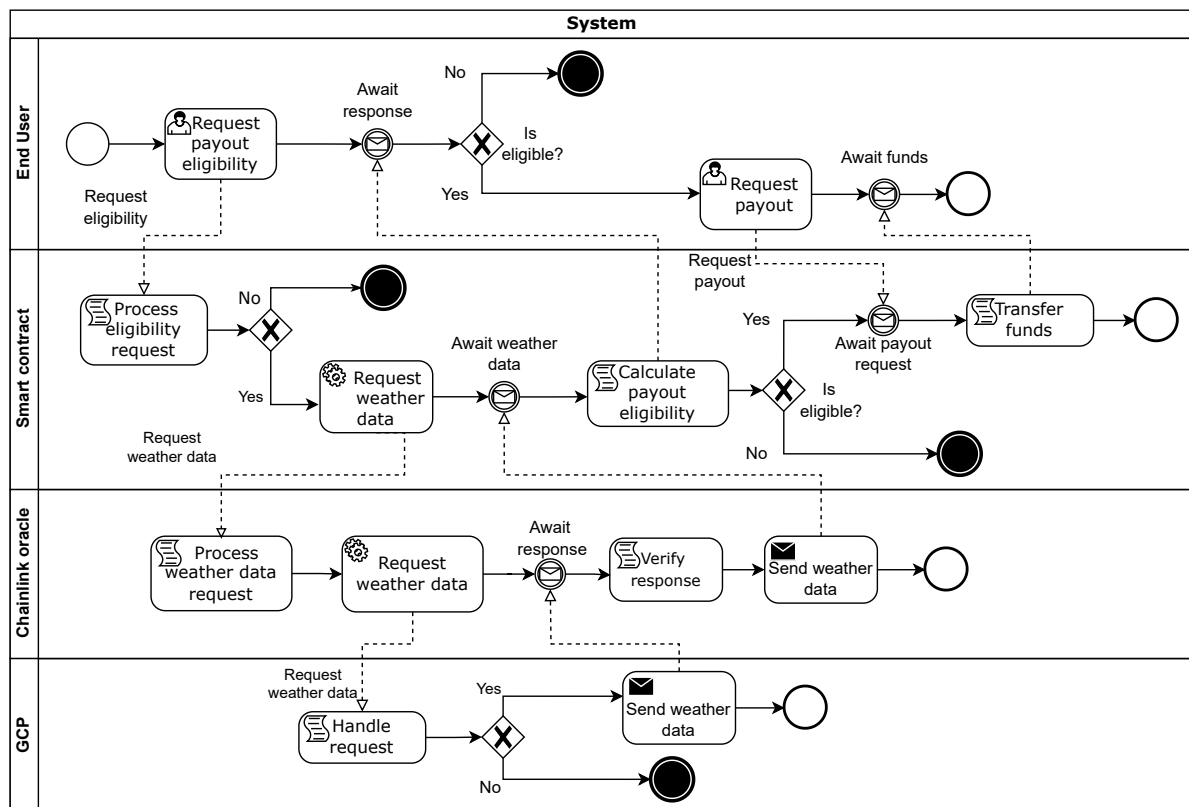 System
End User
Request
payout
eligibility
Await
response
No
Is
eligible?
Yes
Request
payout
Await funds
Request
eligibility
Smart contract
Process
eligibility
request
No
Yes
Request
weather
data
Await weather
data
Calculate
payout
eligibility
Request
payout
Yes
Is
eligible?
No
Await payout
request
Transfer
funds
Request
weather data
Chainlink oracle
Process
weather data
request
Request
weather data
Await
response
Verify
response
Send weather
data
GCP
Request
weather data
Handle
request
Yes
No
Send weather
data